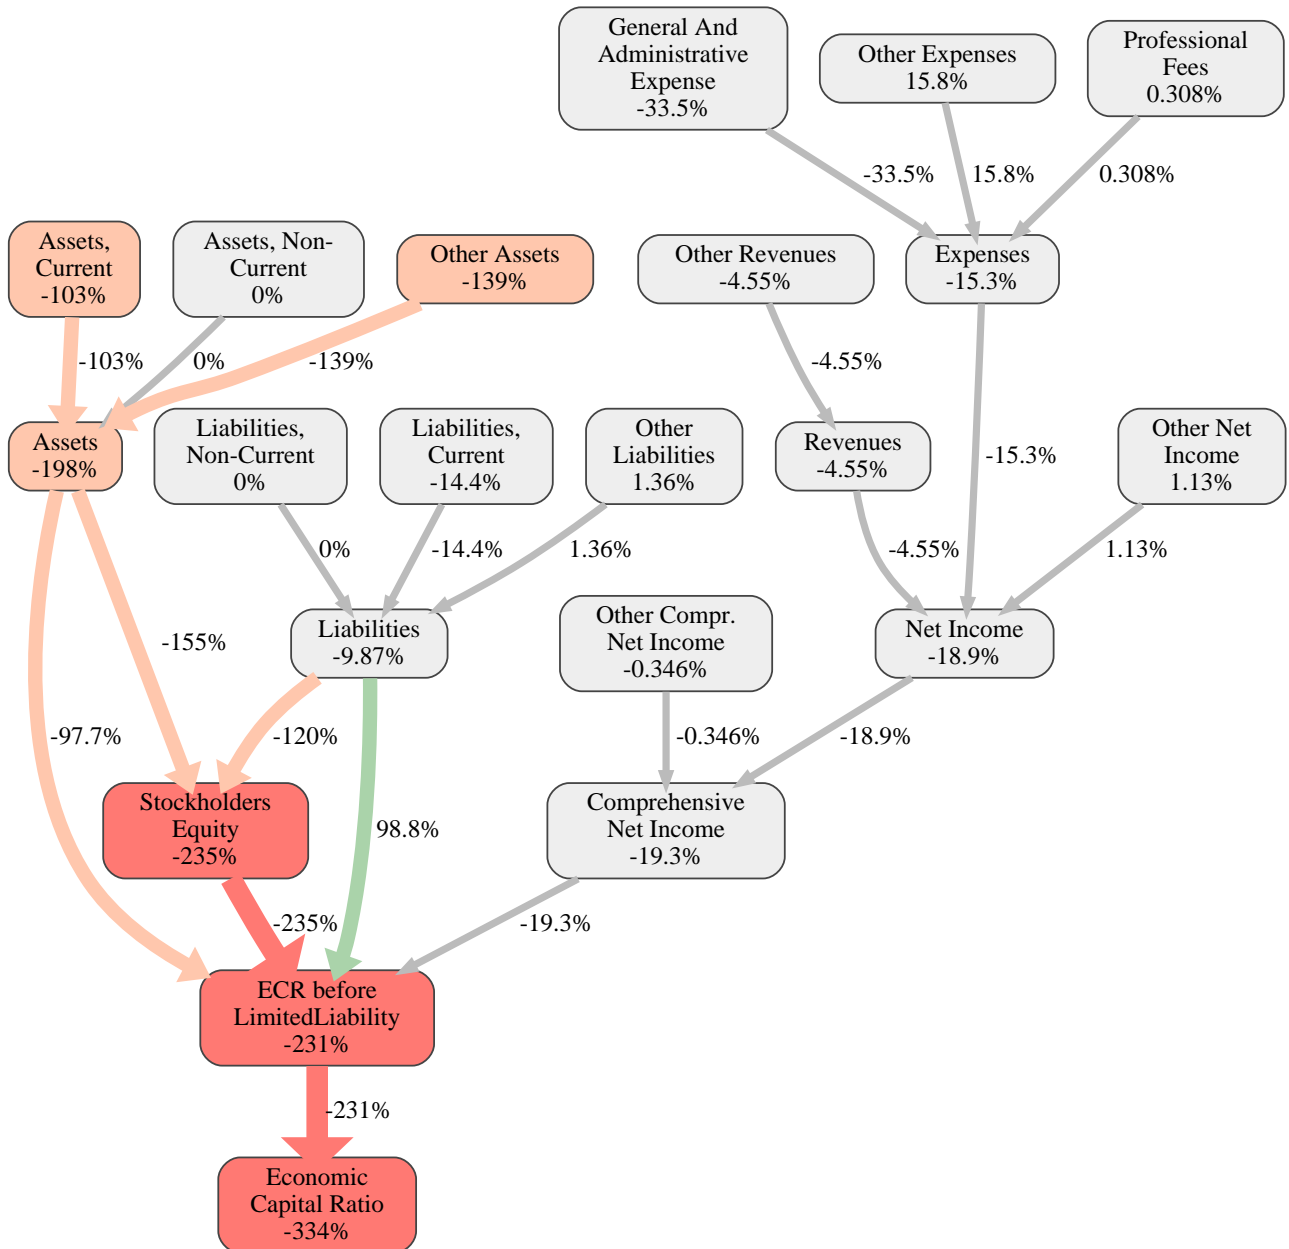 General And
Administrative
Expense
-33.5%
Other Expenses
15.8%
Professional
Fees
0.308%
-33.5%
15.8%
0.308%
Assets,
Current
-103%
Assets, Non-
Current
0%
Other Assets
-139%
Other Revenues
-4.55%
Expenses
-15.3%
-103%
0%
-139%
-4.55%
Assets
-198%
Liabilities,
Non-Current
0%
Liabilities,
Current
-14.4%
Other
Liabilities
1.36%
Revenues
-4.55%
-15.3%
Other Net
Income
1.13%
0%
-14.4%
1.36%
-4.55%
1.13%
-155%
Liabilities
-9.87%
Other Compr.
Net Income
-0.346%
Net Income
-18.9%
-97.7%
-120%
-0.346%
-18.9%
Stockholders
Equity
-235%
98.8%
Comprehensive
Net Income
-19.3%
-235%
-19.3%
ECR before
LimitedLiability
-231%
-231%
Economic
Capital Ratio
-334%